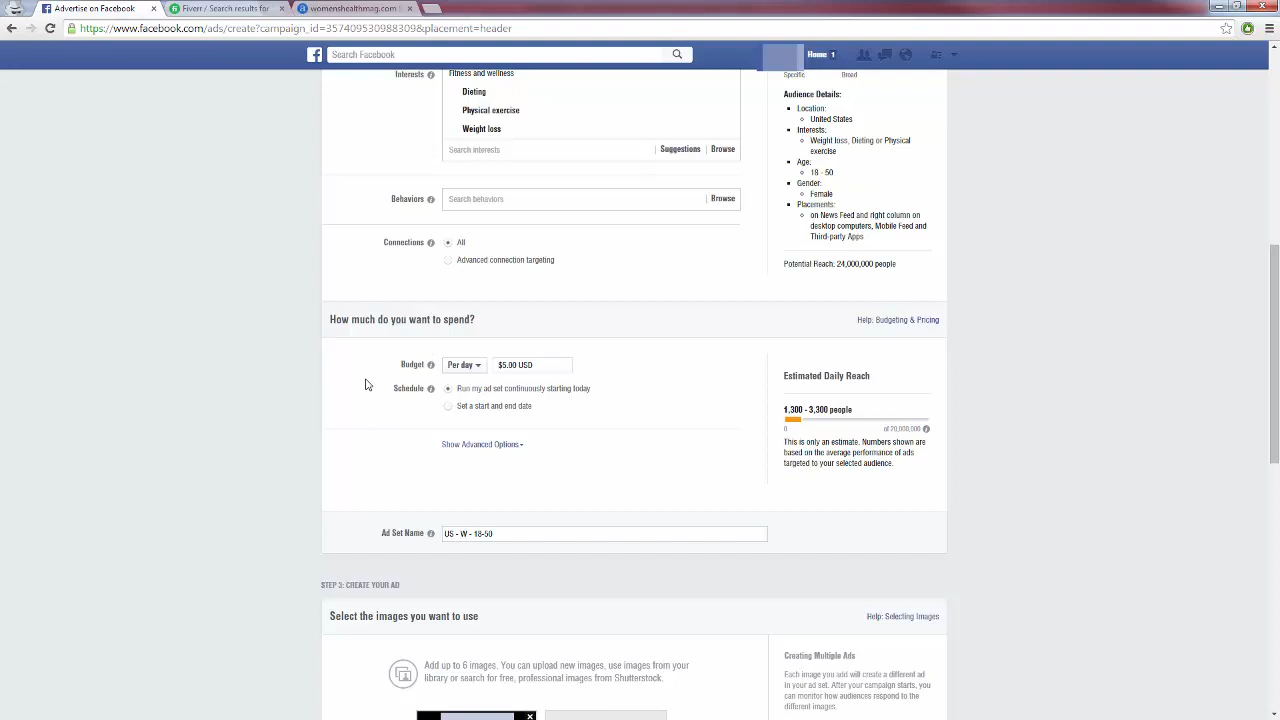 Advertise on Facebook
Fiverr / Search results for
womenshealthmag.com
https://www.facebook.com/ads/create?campaign_id=357409530988309&placement=header
Search Facebook
Home 1
Interests
Fitness and wellness
Dieting
Physical exercise
Weight loss
Search interests
Suggestions
Browse
Behaviors
Search behaviors
Browse
Connections
All
Advanced connection targeting
Specific
Broad
Audience Details:
Location:
United States
Interests:
Weight loss, Dieting or Physical
exercise
Age:
18 - 50
Gender:
Female
Placements:
on News Feed and right column on
desktop computers, Mobile Feed and
Third-party Apps
Potential Reach: 24,000,000 people
How much do you want to spend?
Help: Budgeting & Pricing
Budget
Per day
$5.00 USD
Schedule
Run my ad set continuously starting today
Set a start and end date
Show Advanced Options
Estimated Daily Reach
1,300 - 3,300 people
0
of 20,000,000
This is only an estimate. Numbers shown are
based on the average performance of ads
targeted to your selected audience.
Ad Set Name
US - W - 18-50
STEP 3: CREATE YOUR AD
Select the images you want to use
Help: Selecting Images
Add up to 6 images. You can upload new images, use images from your
library or search for free, professional images from Shutterstock.
Creating Multiple Ads
Each image you add will create a different ad
in your ad set. After your campaign starts, you
can monitor how audiences respond to the
different images.